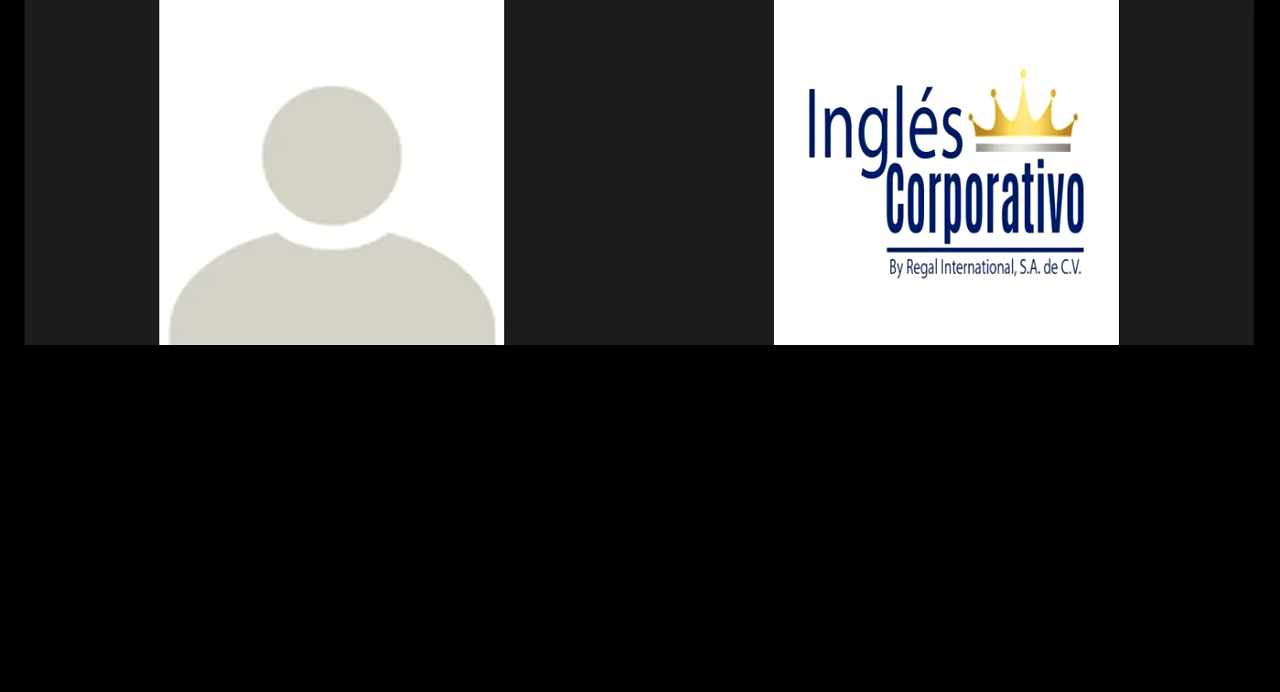 Inglés
Corporativo
By Regal International, S.A. de C.V.